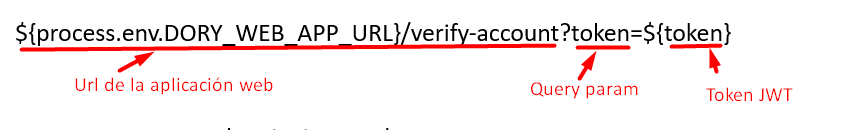 ${process.env.DORY_WEB_APP_URL}/verify-account?token=${token}
Url de la aplicación web
Query param
Token JWT